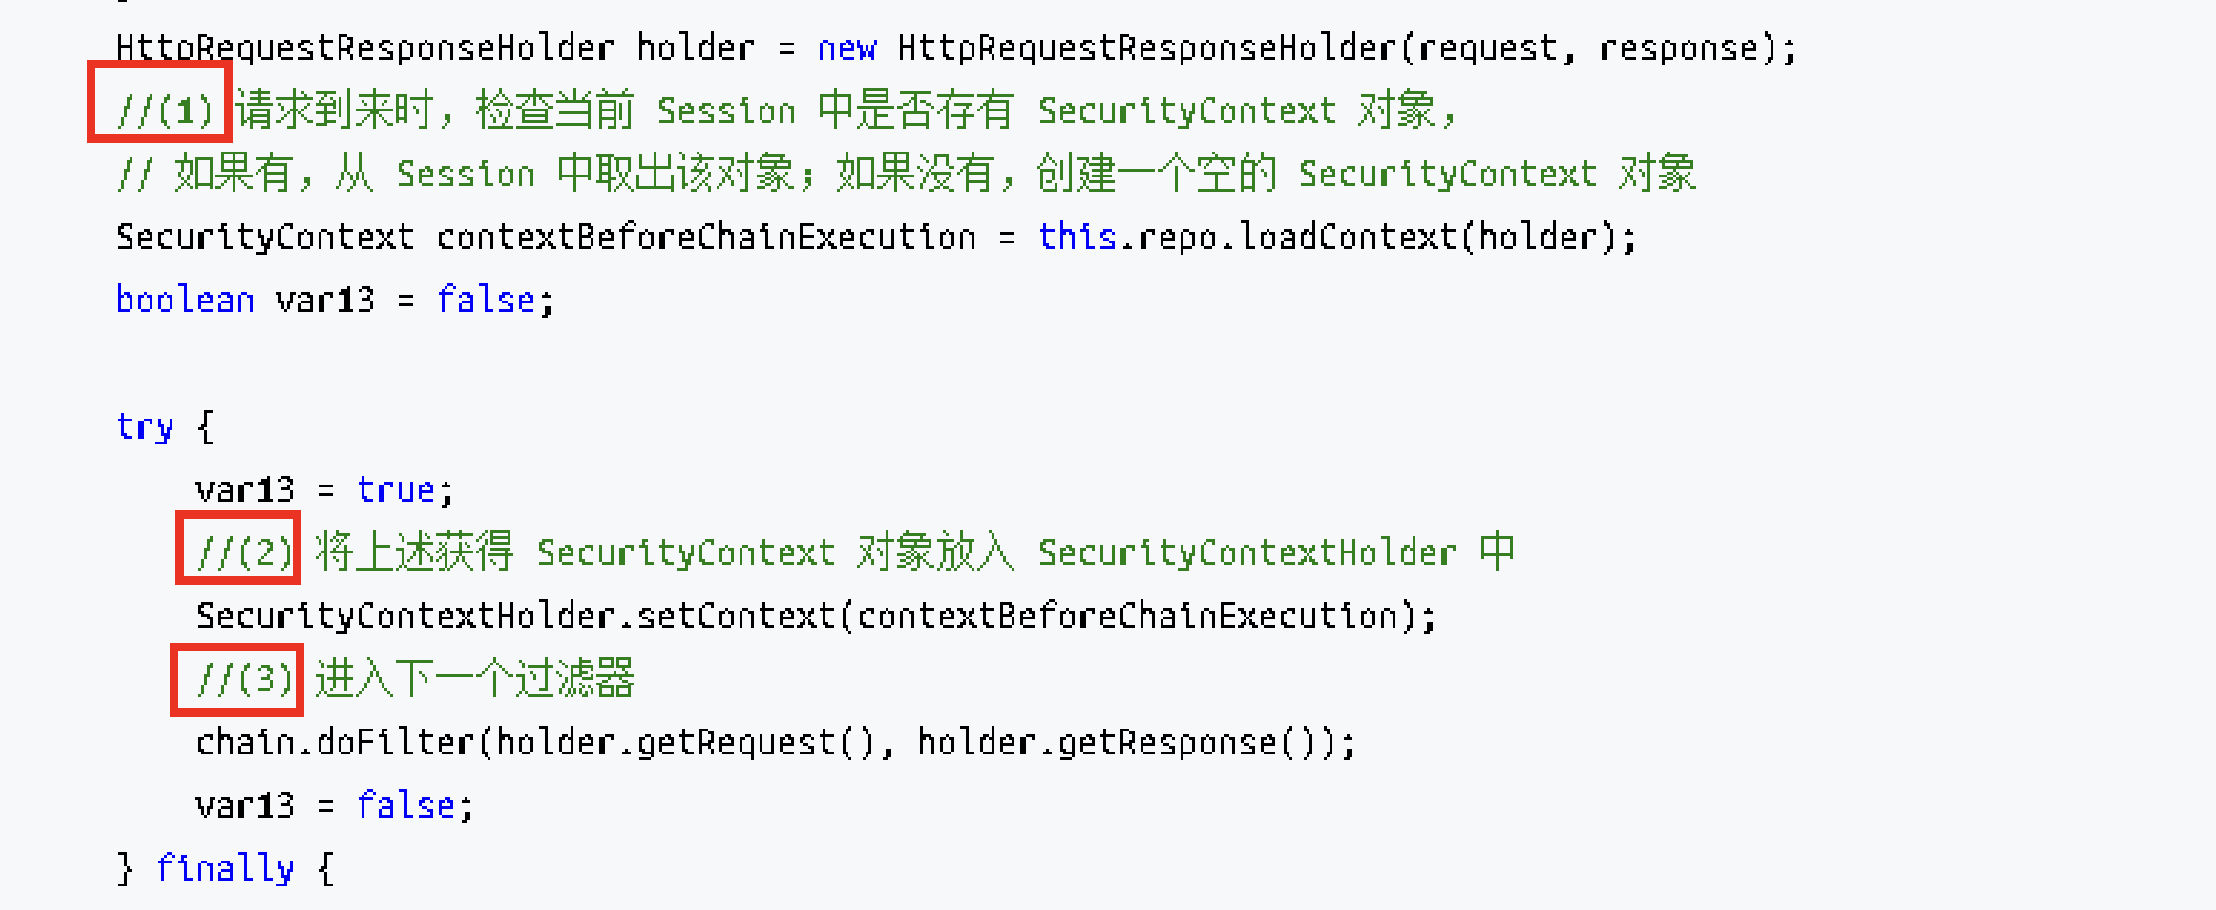 HttpRequestResponseHolder holder = new HttpRequestResponseHolder(request, response);
//(1) 请求到来时，检查当前 Session 中是否存有 SecurityContext 对象，
// 如果有，从 Session 中取出该对象；如果没有，创建一个空的 SecurityContext 对象
SecurityContext contextBeforeChainExecution = this.repo.loadContext(holder);
boolean var13 = false;
try {
var13 = true;
//(2) 将上述获得 SecurityContext 对象放入 SecurityContextHolder 中
SecurityContextHolder.setContext(contextBeforeChainExecution);
//(3) 进入下一个过滤器
chain.doFilter(holder.getRequest(), holder.getResponse());
var13 = false;
} finally {